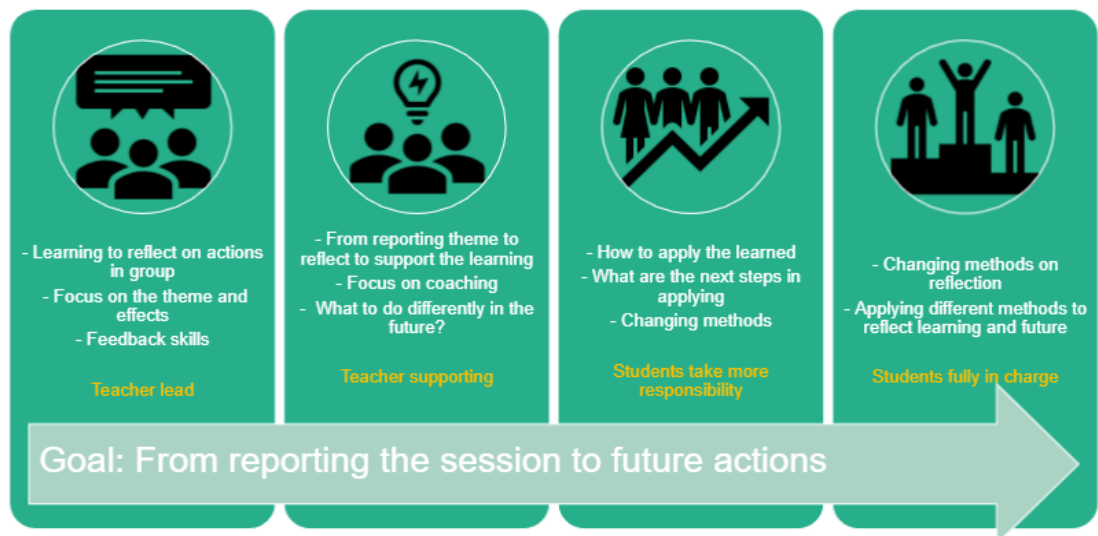 - Learning to reflect on actions
in group
- Focus on the theme and
effects
- Feedback skills
Teacher lead
- From reporting theme to
reflect to support the learning
- Focus on coaching
- What to do differently in the
future?
Teacher supporting
- How to apply the learned
- What are the next steps in
applying
- Changing methods
Students take more
responsibility
- Changing methods on
reflection
- Applying different methods to
reflect learning and future
Students fully in charge
Goal: From reporting the session to future actions